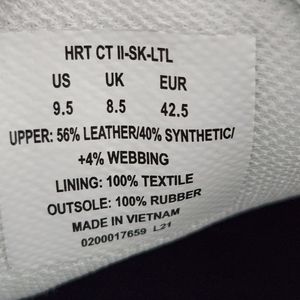 HRT CT II-SK-LTL
US UK EUR
9.5 8.5 42.5
UPPER: 56% LEATHER/40% SYNTHETIC/
+4% WEBBING
LINING: 100% TEXTILE
OUTSOLE: 100% RUBBER
MADE IN VIETNAM
0200017659 L21